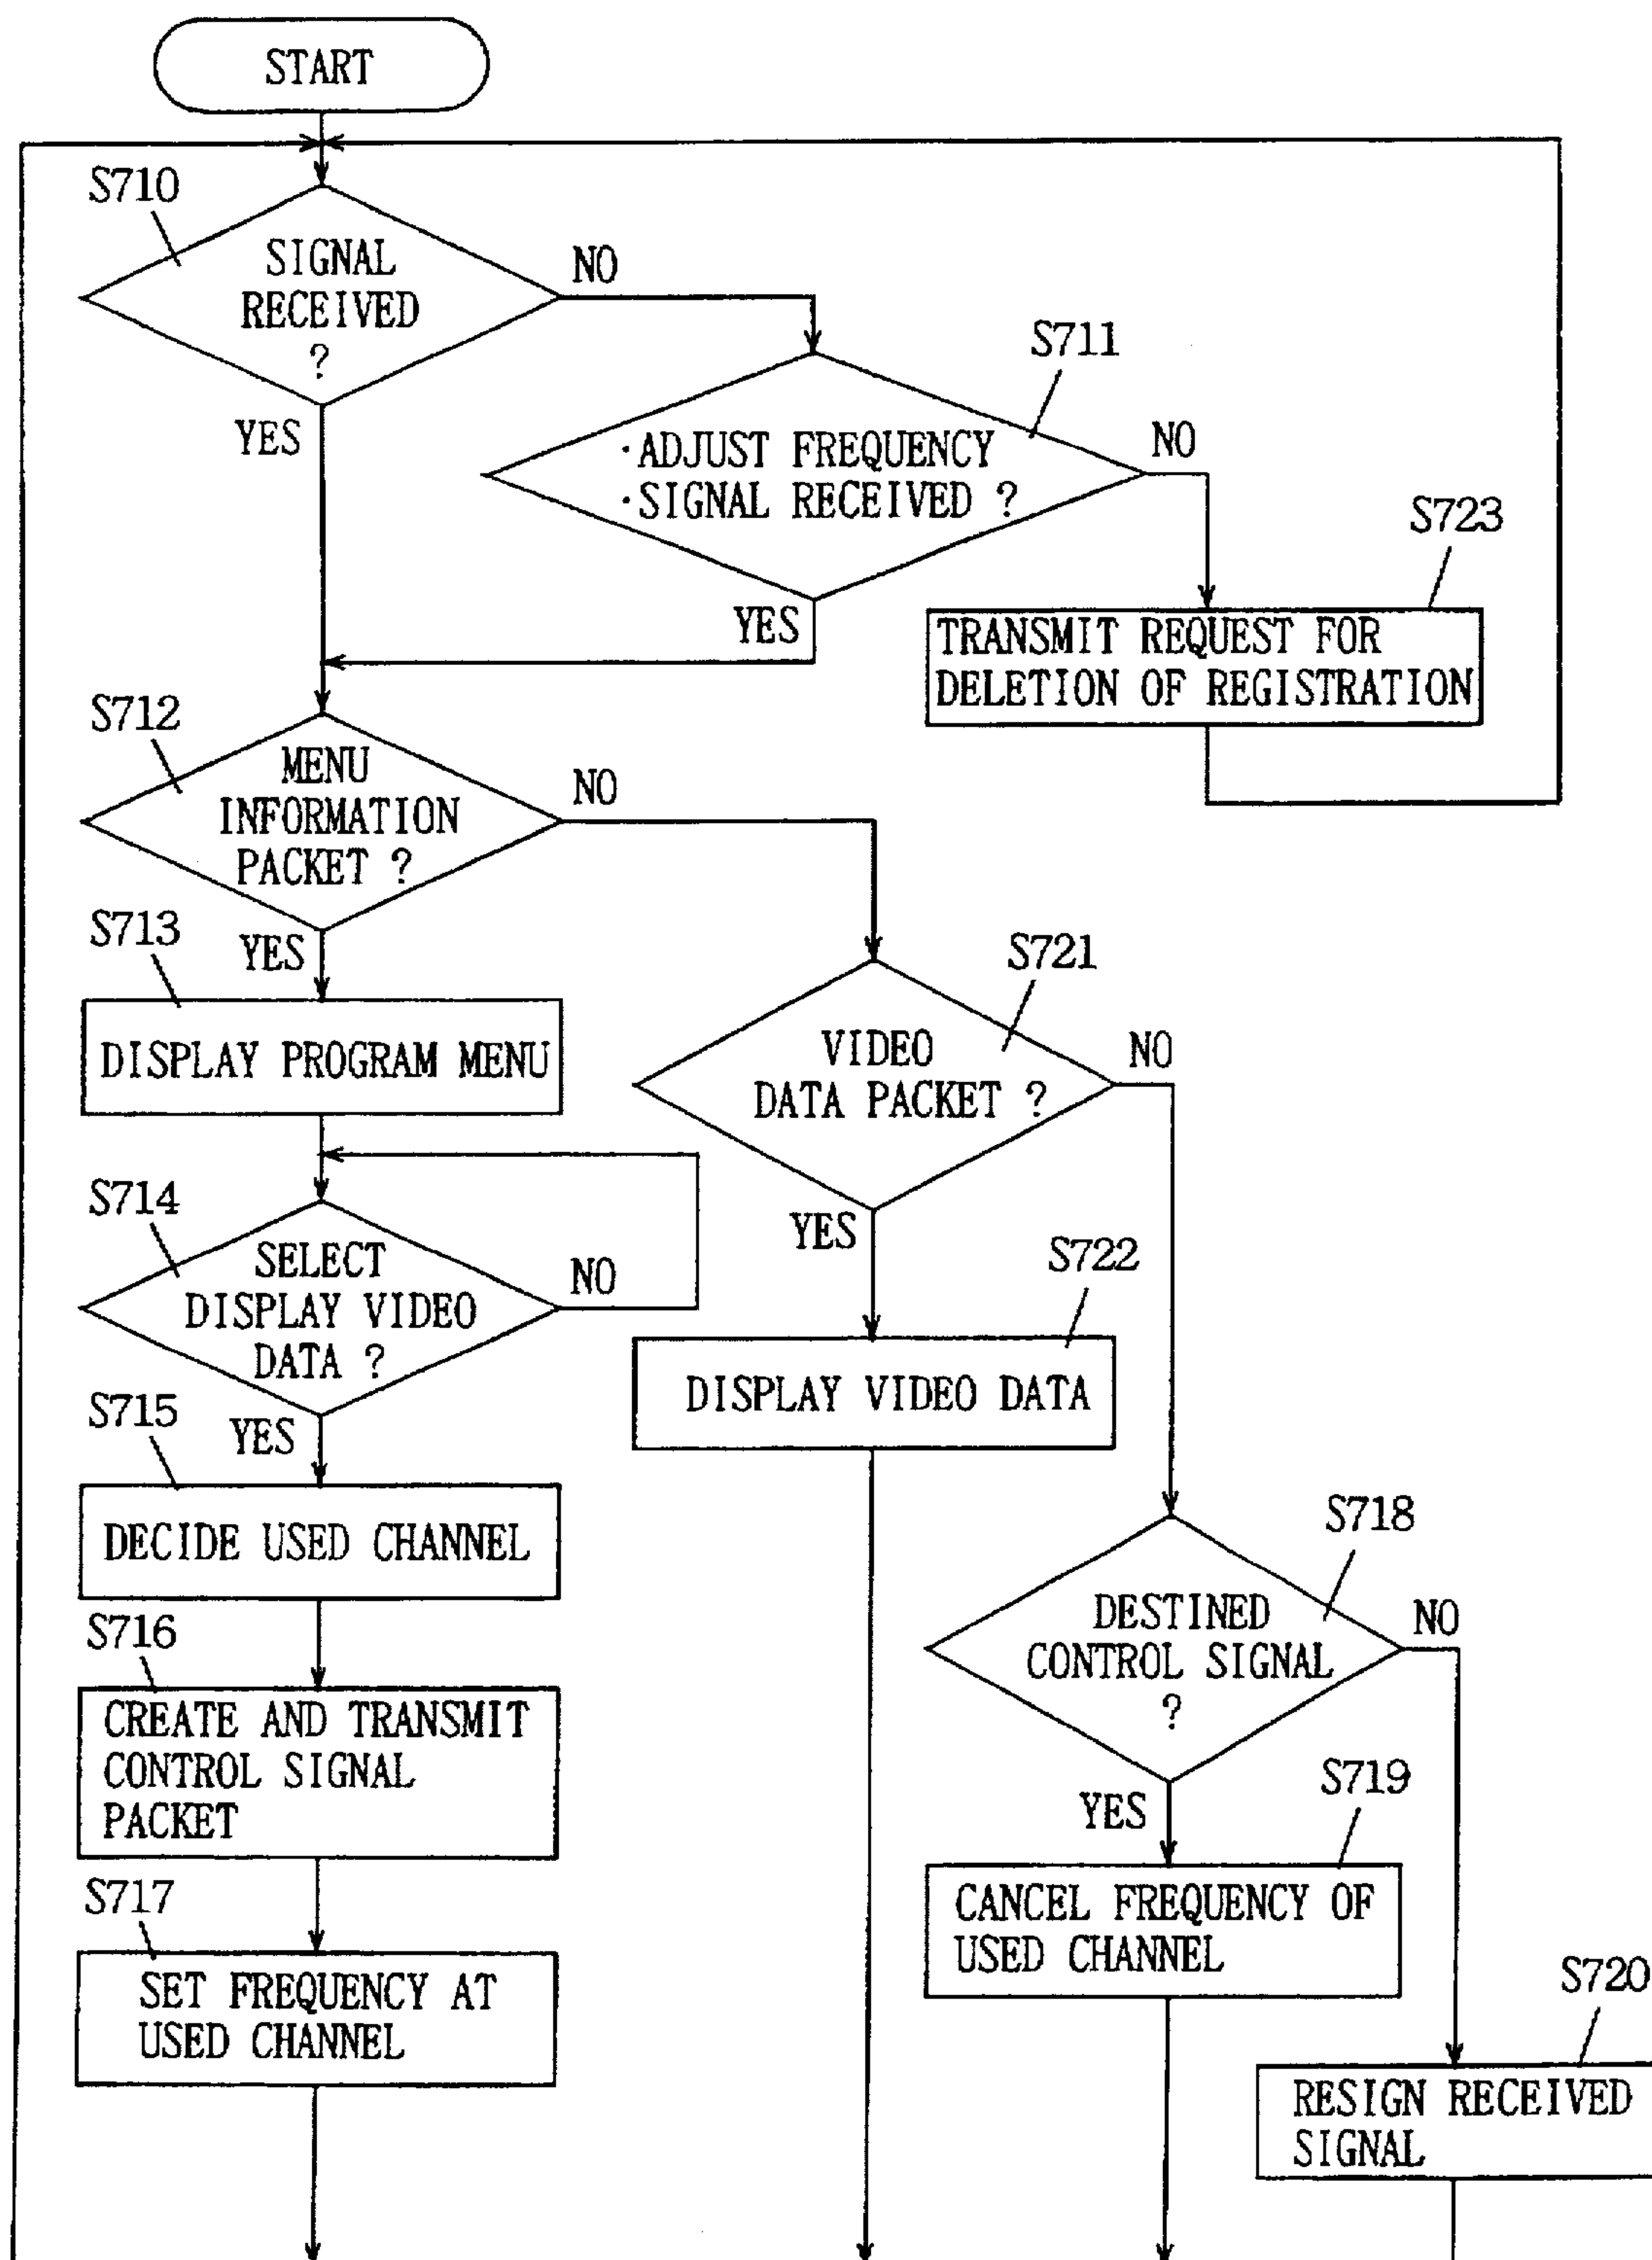 START
S710
SIGNAL
RECEIVED
?
NO
YES
S711
·ADJUST FREQUENCY
·SIGNAL RECEIVED ?
NO
YES
S723
TRANSMIT REQUEST FOR
DELETION OF REGISTRATION
S712
MENU
INFORMATION
PACKET ?
NO
YES
S713
DISPLAY PROGRAM MENU
S714
SELECT
DISPLAY VIDEO
DATA ?
NO
YES
S715
DECIDE USED CHANNEL
S716
CREATE AND TRANSMIT
CONTROL SIGNAL
PACKET
S717
SET FREQUENCY AT
USED CHANNEL
S721
VIDEO
DATA PACKET ?
NO
YES
S722
DISPLAY VIDEO DATA
S718
DESTINED
CONTROL SIGNAL
?
NO
YES
S719
CANCEL FREQUENCY OF
USED CHANNEL
S720
RESIGN RECEIVED
SIGNAL